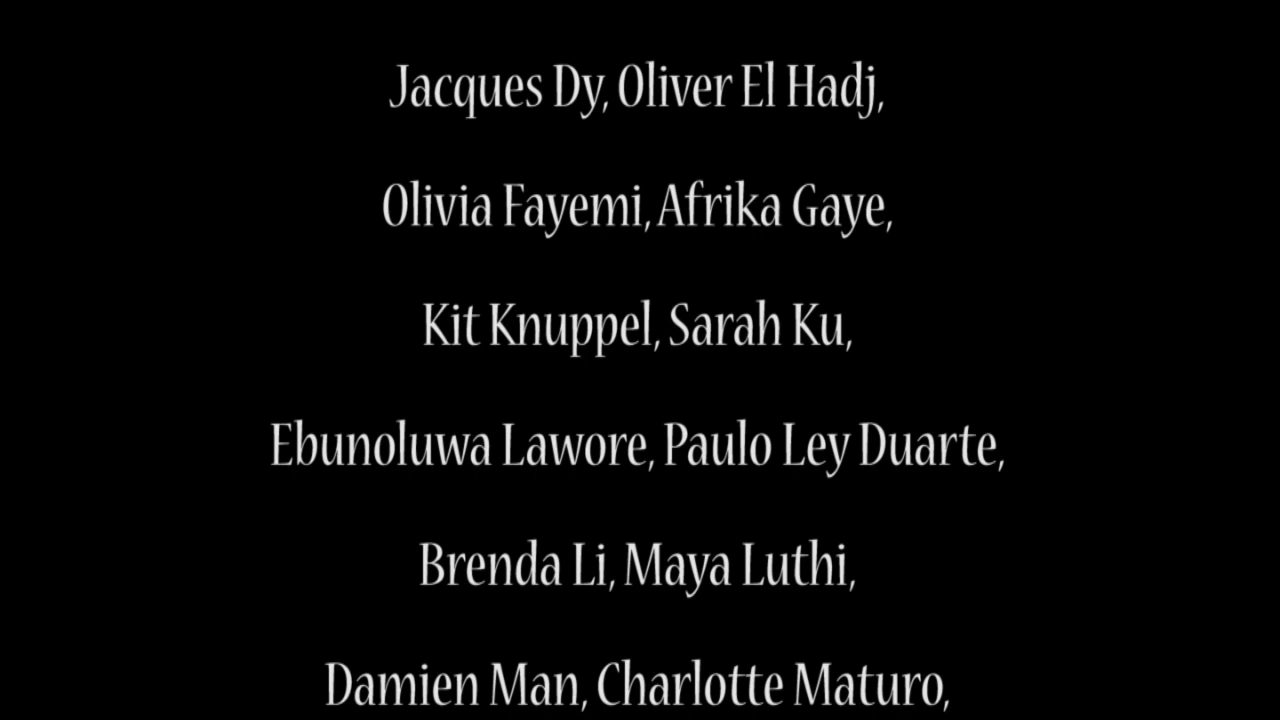 Jacques Dy, Oliver El Hadj,
Olivia Fayemi, Afrika Gaye,
Kit Knuppel, Sarah Ku,
Ebunoluwa Lawore, Paulo Ley Duarte,
Brenda Li, Maya Luthi,
Damien Man, Charlotte Maturo,